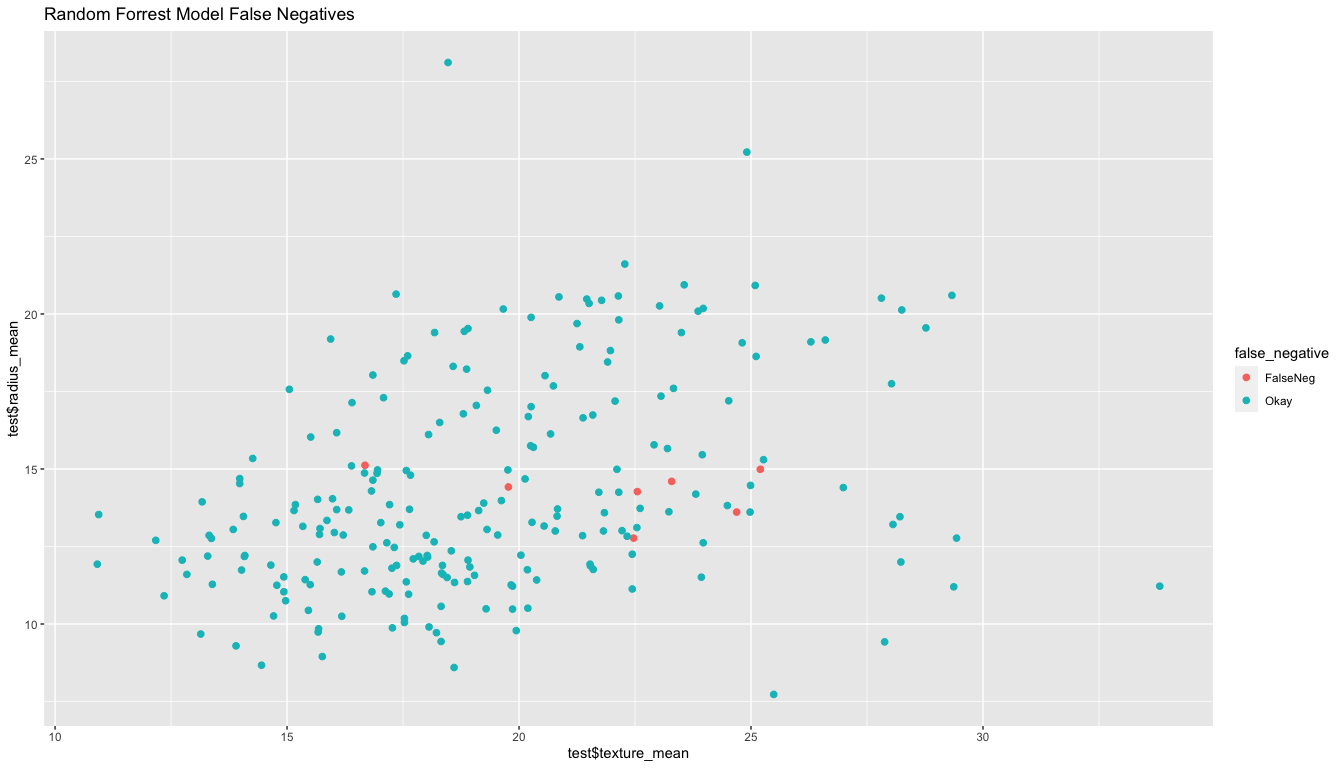 Random Forrest Model False Negatives
test$radius_mean
25
20
15
10
10
15
20
25
30
test$texture_mean
false_negative
FalseNeg
Okay